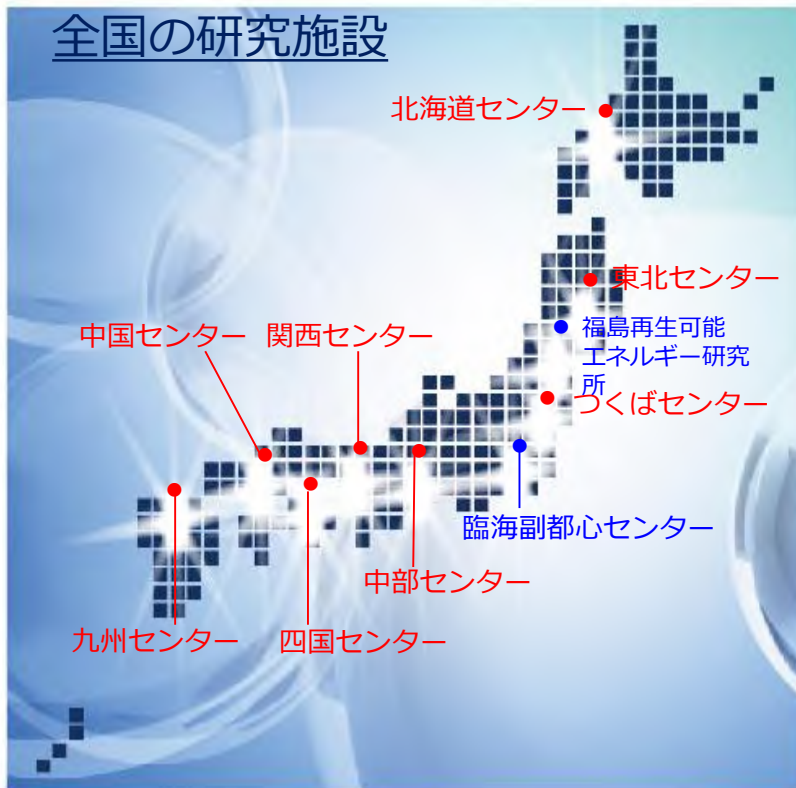 全国の研究施設
北海道センター
東北センター
福島再生可能
エネルギー研究
所
つくばセンター
中国センター
関西センター
臨海副都心センター
中部センター
九州センター
四国センター